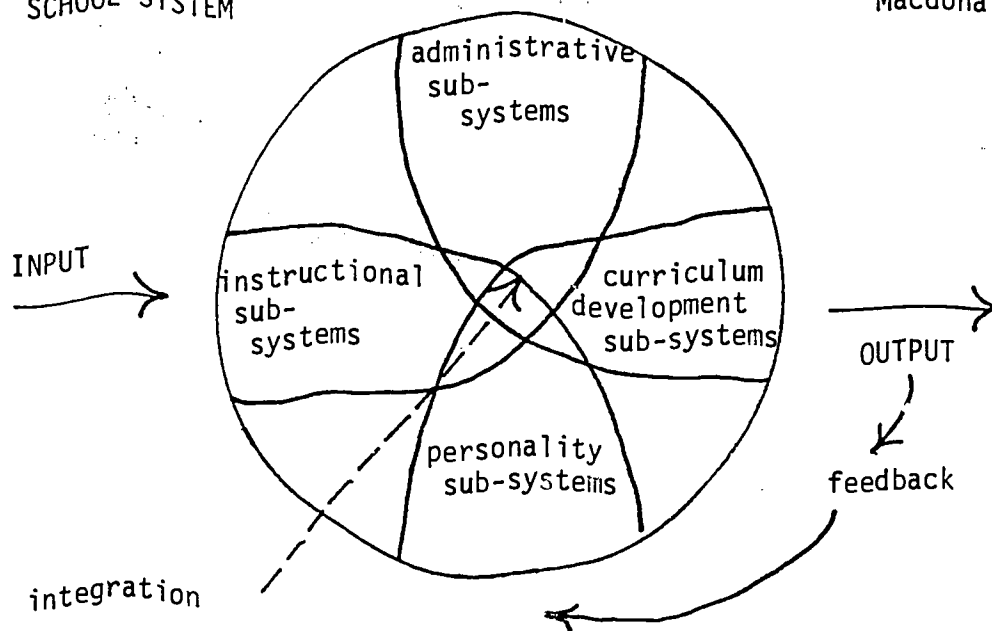 SCHOOL SYSTEM
Macdona
administrative
sub-
systems
INPUT
instructional
sub-
systems
curriculum
development
sub-systems
OUTPUT
personality
sub-systems
feedback
integration